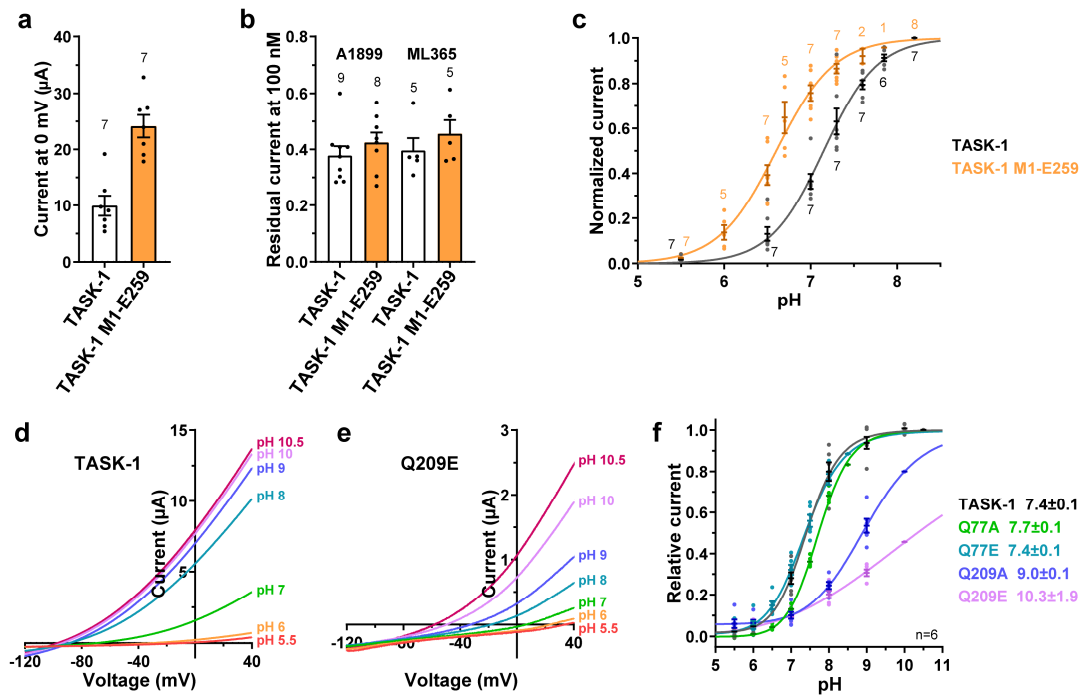 a
Current at 0 mV (µA)
40
30
20
10
0
7
7
TASK-1
TASK-1 M1-E259
b
Residual current at 100 nM
0.8
0.6
0.4
0.2
0.0
A1899
ML365
9
8
5
5
TASK-1
TASK-1 M1-E259
TASK-1
TASK-1 M1-E259
c
Normalized current
1.0
0.8
0.6
0.4
0.2
0.0
7
7
5
7
5
7
7
2
1
8
7
7
7
7
6
7
5
6
7
8
pH
TASK-1
TASK-1 M1-E259
d
TASK-1
Current (µA)
15
10
5
-120
-80
-40
40
Voltage (mV)
pH 10.5
pH 10
pH 9
pH 8
pH 7
pH 6
pH 5.5
e
Q209E
Current (µA)
3
2
1
-120
-80
-40
40
Voltage (mV)
pH 10.5
pH 10
pH 9
pH 8
pH 7
pH 6
pH 5.5
f
Relative current
1.0
0.8
0.6
0.4
0.2
0.0
5
6
7
8
9
10
11
pH
n=6
TASK-1 7.4±0.1
Q77A 7.7±0.1
Q77E 7.4±0.1
Q209A 9.0±0.1
Q209E 10.3±1.9